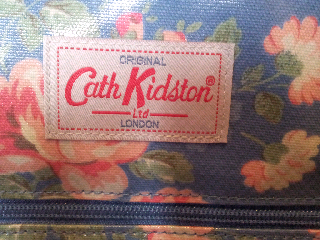 ORIGINAL
Cath Kidston®
Ltd
LONDON